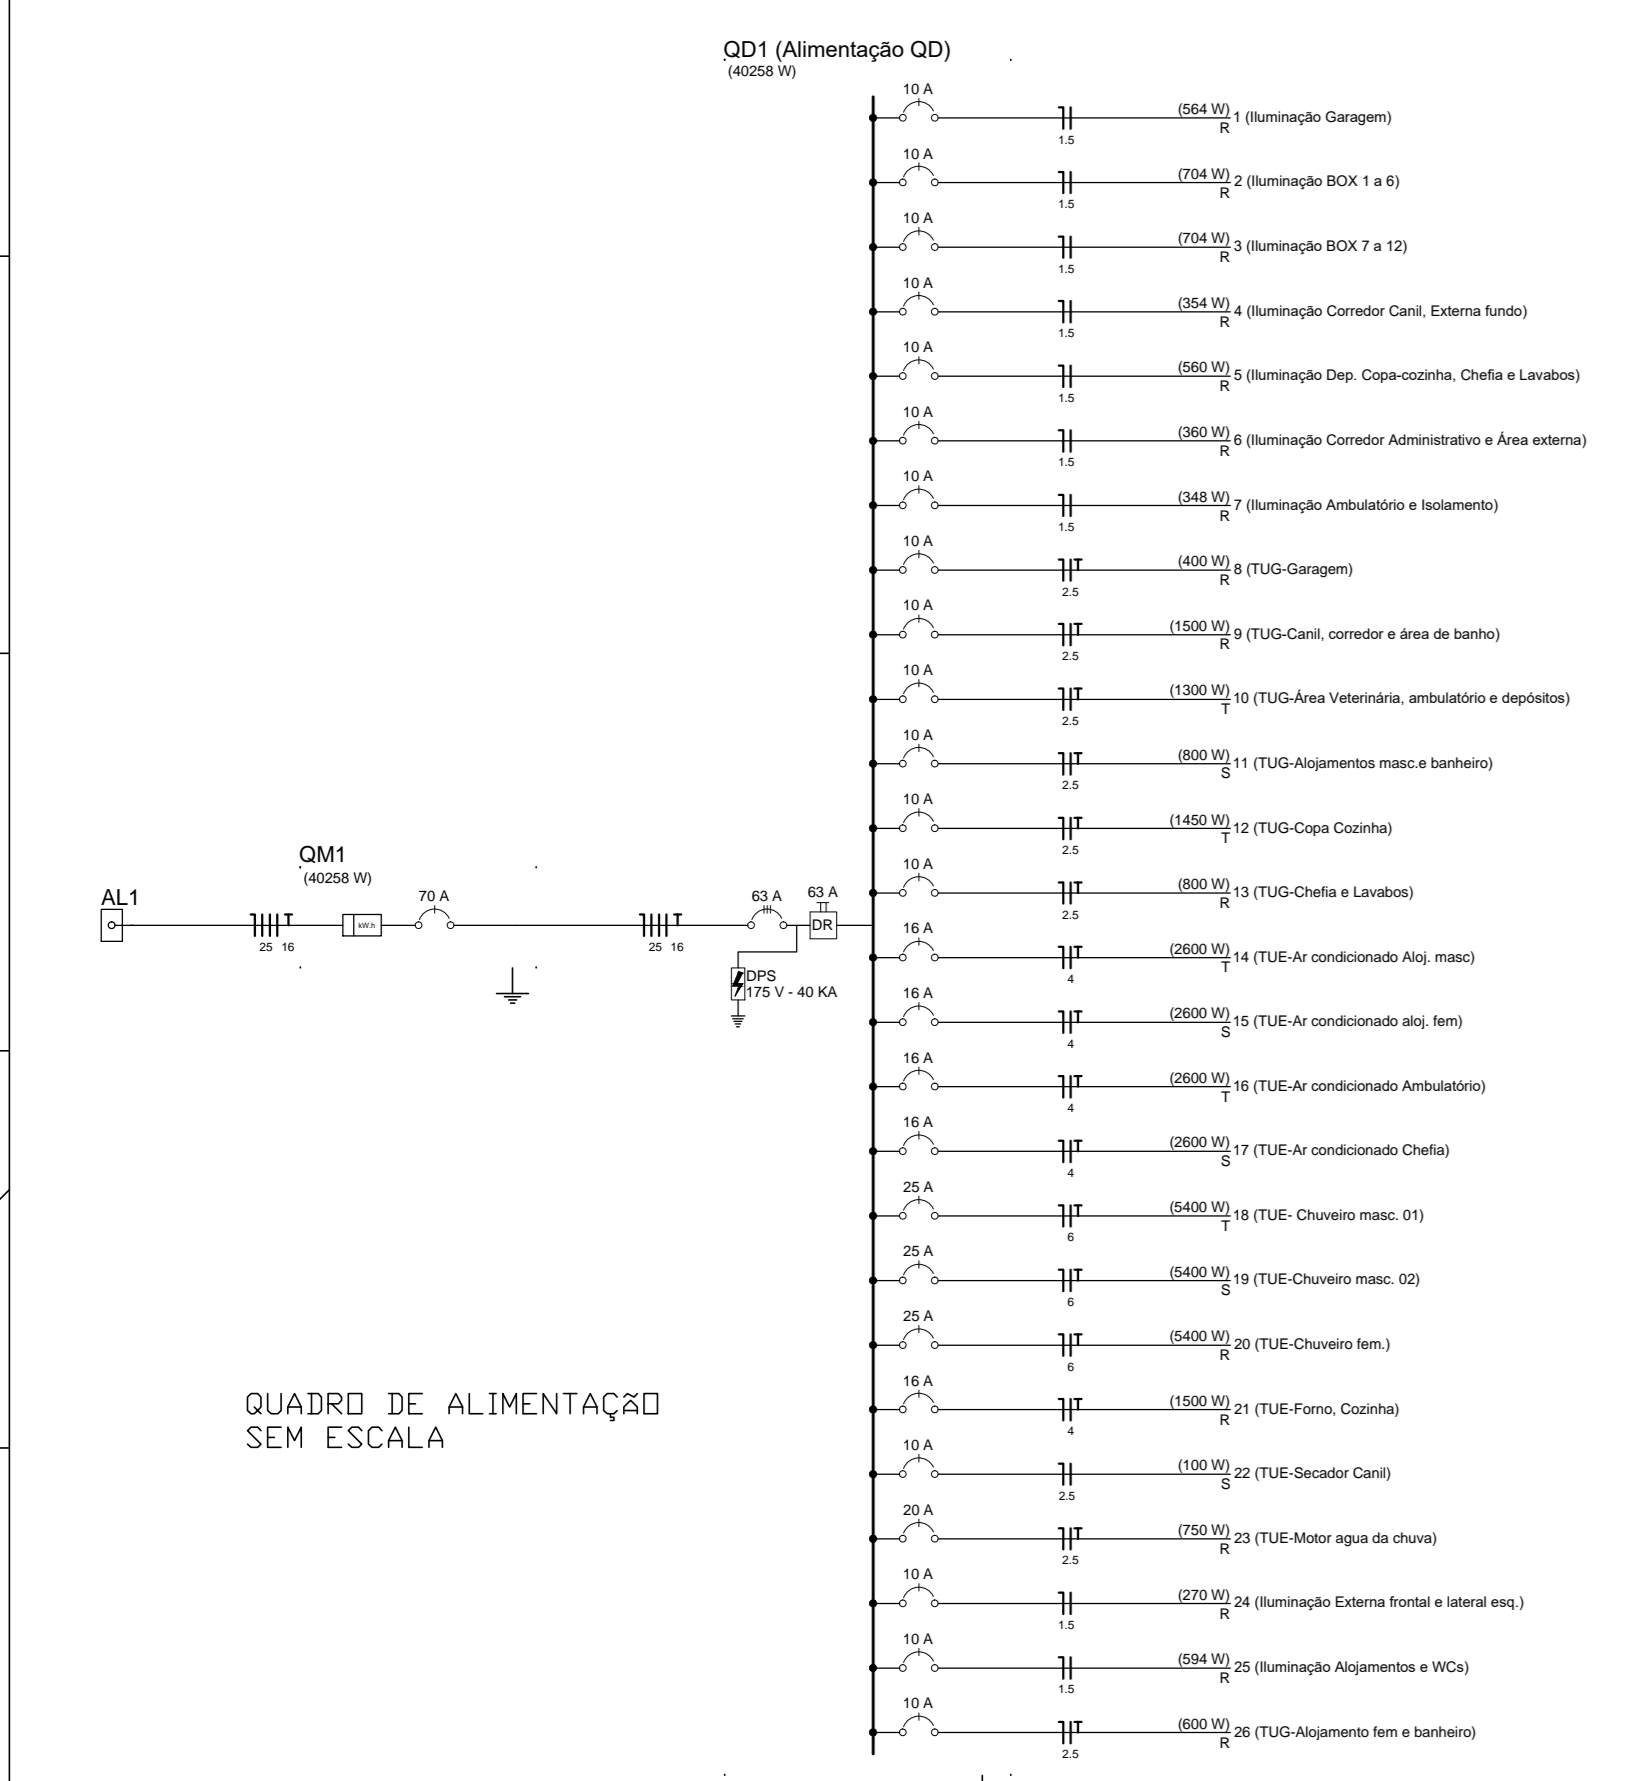 QD1 (Alimentação QD)
(40258 W)
10 A
(564 W) 1 (Iluminação Garagem)
R
1.5
10 A
(704 W) 2 (Iluminação BOX 1 a 6)
R
1.5
10 A
(704 W) 3 (Iluminação BOX 7 a 12)
R
1.5
10 A
(354 W) 4 (Iluminação Corredor Canil, Externa fundo)
R
1.5
10 A
(560 W) 5 (Iluminação Dep. Copa-cozinha, Chefia e Lavabos)
R
1.5
10 A
(360 W) 6 (Iluminação Corredor Administrativo e Área externa)
R
1.5
10 A
(348 W) 7 (Iluminação Ambulatório e Isolamento)
R
1.5
10 A
(400 W) 8 (TUG-Garagem)
R
2.5
10 A
(1500 W) 9 (TUG-Canil, corredor e área de banho)
R
2.5
10 A
(1300 W) 10 (TUG-Área Veterinária, ambulatório e depósitos)
T
2.5
10 A
(800 W) 11 (TUG-Alojamentos masc.e banheiro)
S
2.5
10 A
(1450 W) 12 (TUG-Copa Cozinha)
T
2.5
10 A
(800 W) 13 (TUG-Chefia e Lavabos)
R
2.5
QM1
(40258 W)
AL1
70 A
63 A
63 A
kW.h
DR
25 16
25 16
DPS
175 V - 40 KA
16 A
(2600 W) 14 (TUE-Ar condicionado Aloj. masc)
T
4
16 A
(2600 W) 15 (TUE-Ar condicionado aloj. fem)
S
4
16 A
(2600 W) 16 (TUE-Ar condicionado Ambulatório)
T
4
16 A
(2600 W) 17 (TUE-Ar condicionado Chefia)
S
4
25 A
(5400 W) 18 (TUE- Chuveiro masc. 01)
T
6
25 A
(5400 W) 19 (TUE-Chuveiro masc. 02)
S
6
25 A
(5400 W) 20 (TUE-Chuveiro fem.)
R
6
16 A
(1500 W) 21 (TUE-Forno, Cozinha)
R
4
QUADRO DE ALIMENTAÇÃO
SEM ESCALA
10 A
(100 W) 22 (TUE-Secador Canil)
S
2.5
20 A
(750 W) 23 (TUE-Motor agua da chuva)
R
2.5
10 A
(270 W) 24 (Iluminação Externa frontal e lateral esq.)
R
1.5
10 A
(594 W) 25 (Iluminação Alojamentos e WCs)
R
1.5
10 A
(600 W) 26 (TUG-Alojamento fem e banheiro)
R
2.5